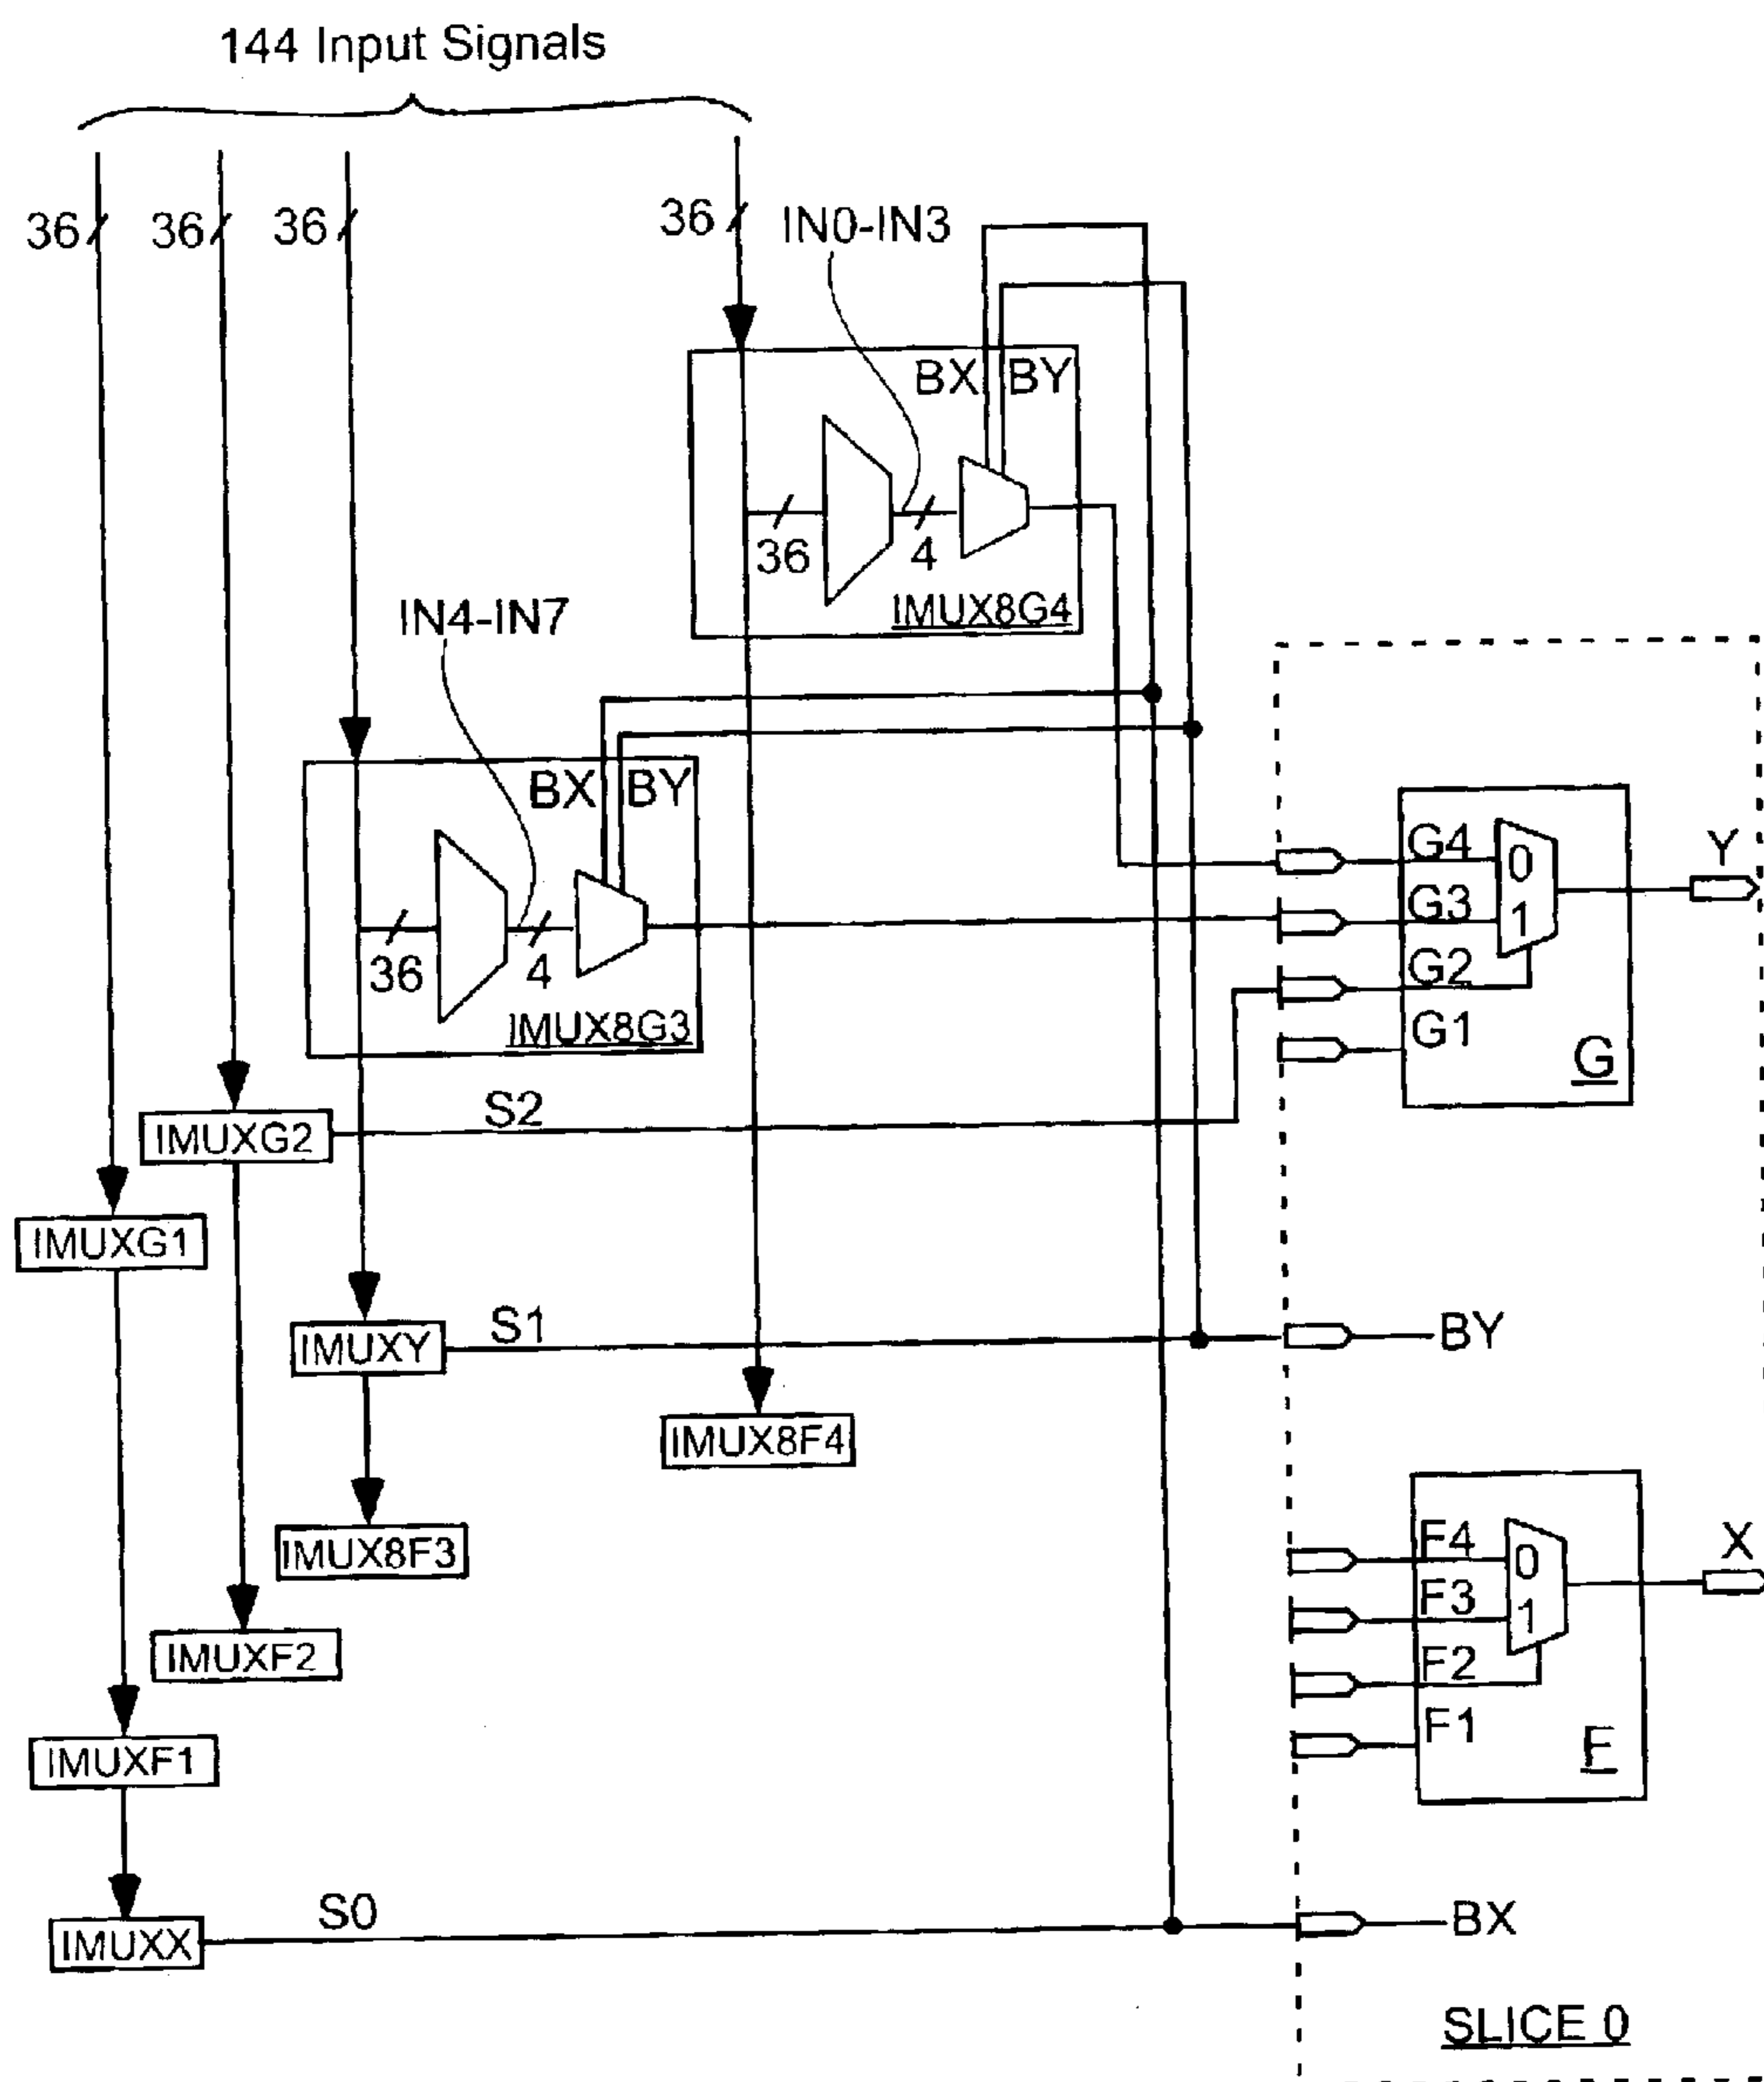 144 Input Signals
36 36 36 36
IN0-IN3
BX BY
36 4
IMUX8G4
IN4-IN7
BX BY
36 4
IMUX8G3
G4 0 Y
G3 1
G2
G1 G
IMUXG2 S2
IMUXG1
IMUXY S1 BY
IMUX8F4
IMUX8F3
F4 0 X
F3 1
F2
F1 F
IMUXF2
IMUXF1
IMUXX S0 BX
SLICE 0